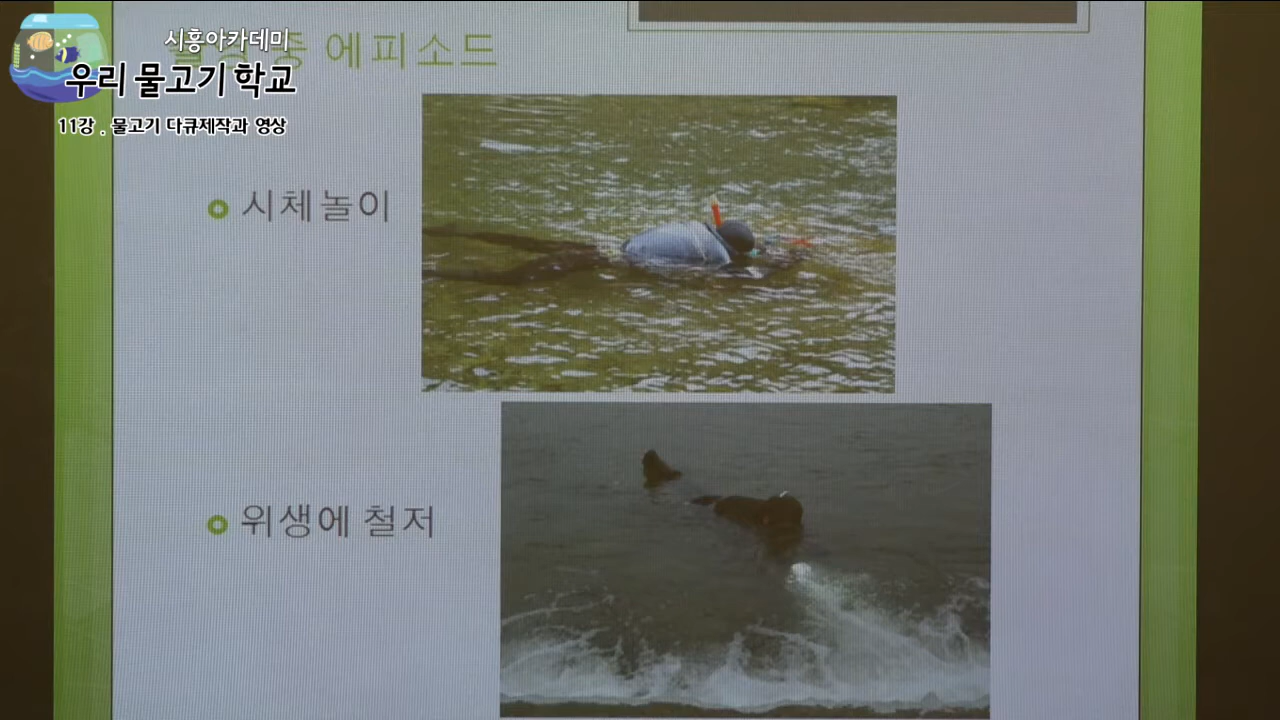 시흥아카데미
우리 물고기 학교
11강 . 물고기 다큐제작과 영상
중 에피소드
시체놀이
위생에 철저